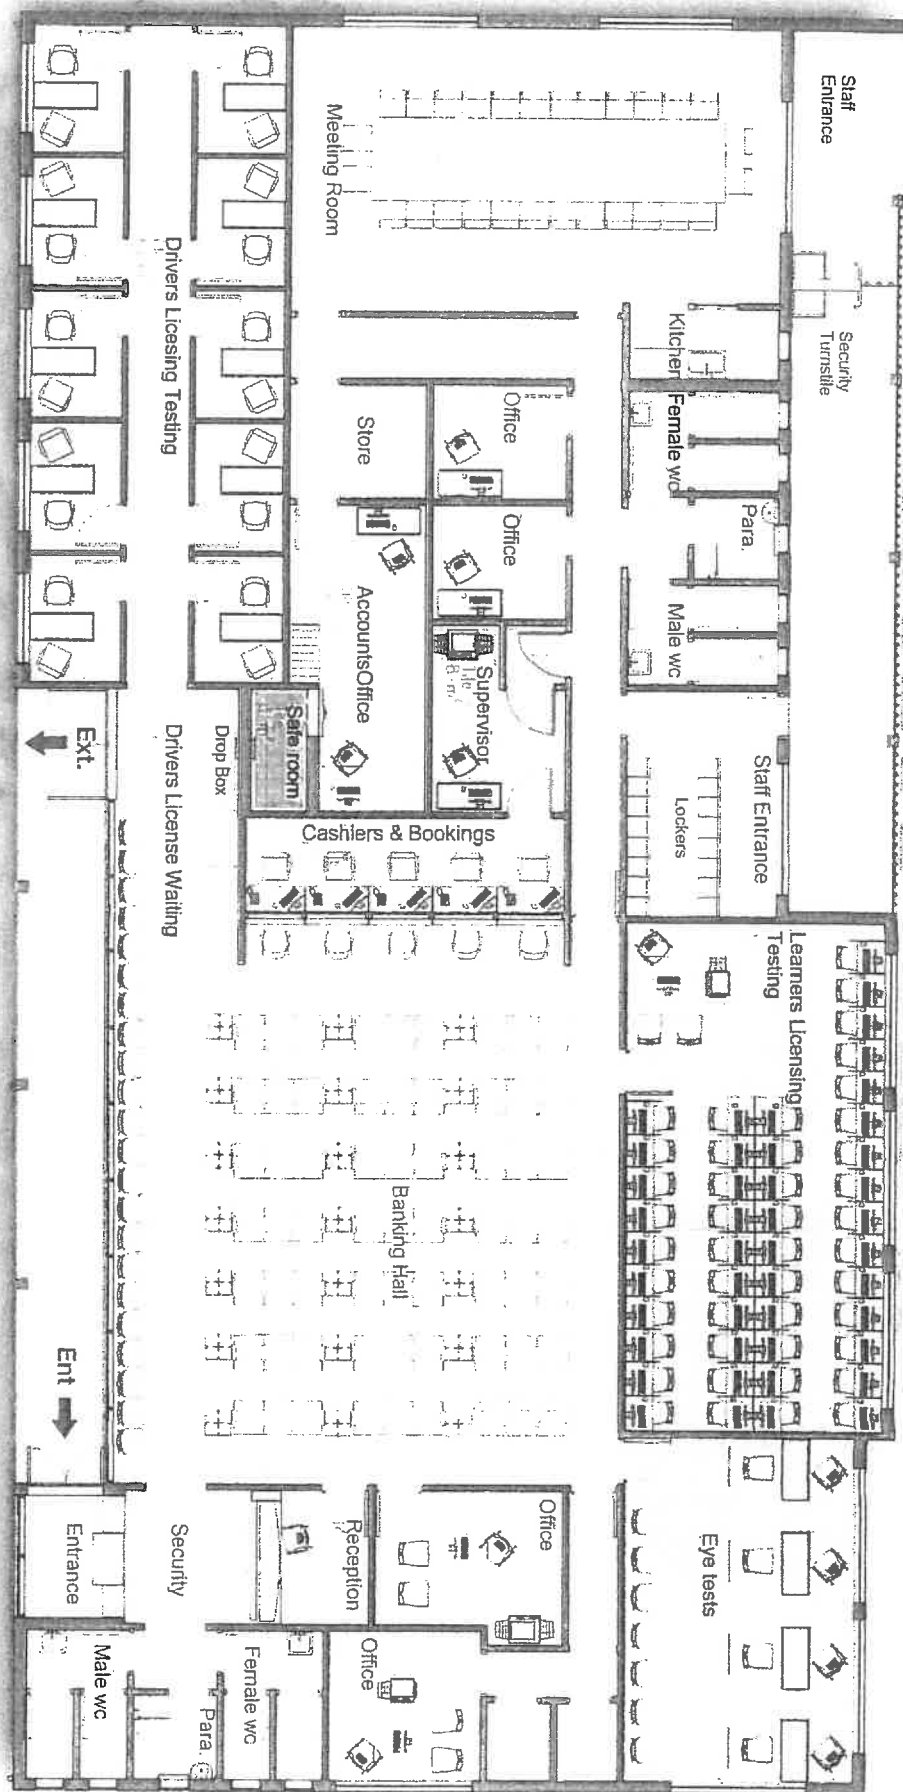 Staff
Entrance
Meeting Room
Security
Turnstile
Drivers Licesing Testing
Kitchen
Female wc
Office
Store
Para.
Office
AccountsOffice
Male wc
Supervisor
Safe room
Drop Box
Ext.
Drivers License Waiting
Staff Entrance
Lockers
Cashiers & Bookings
Learners Licensing
Testing
Banking Hall
Ent
Eye tests
Office
Reception
Security
Entrance
Office
Female wc
Male wc
Para.